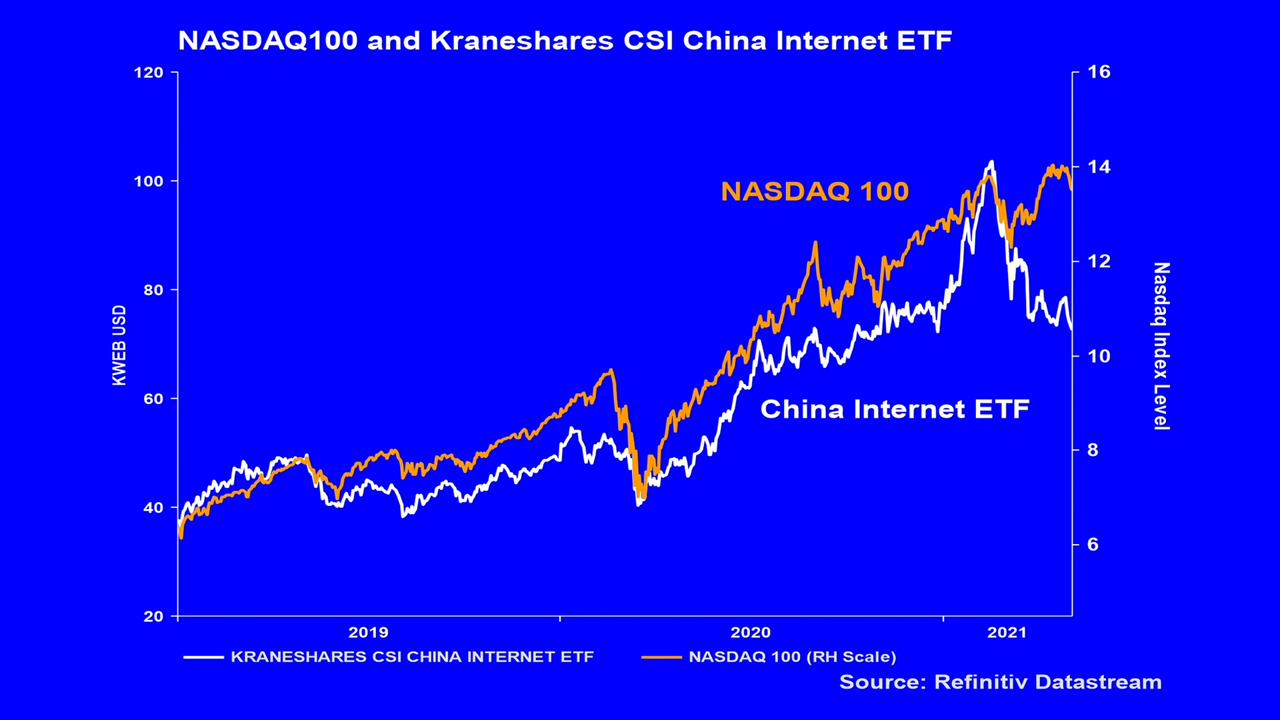 NASDAQ100 and Kraneshares CSI China Internet ETF
120
100
80
60
40
20
KWEB USD
16
14
12
10
8
6
Nasdaq Index Level
NASDAQ 100
China Internet ETF
2019
2020
2021
KRANESHARES CSI CHINA INTERNET ETF
NASDAQ 100 (RH Scale)
Source: Refinitiv Datastream